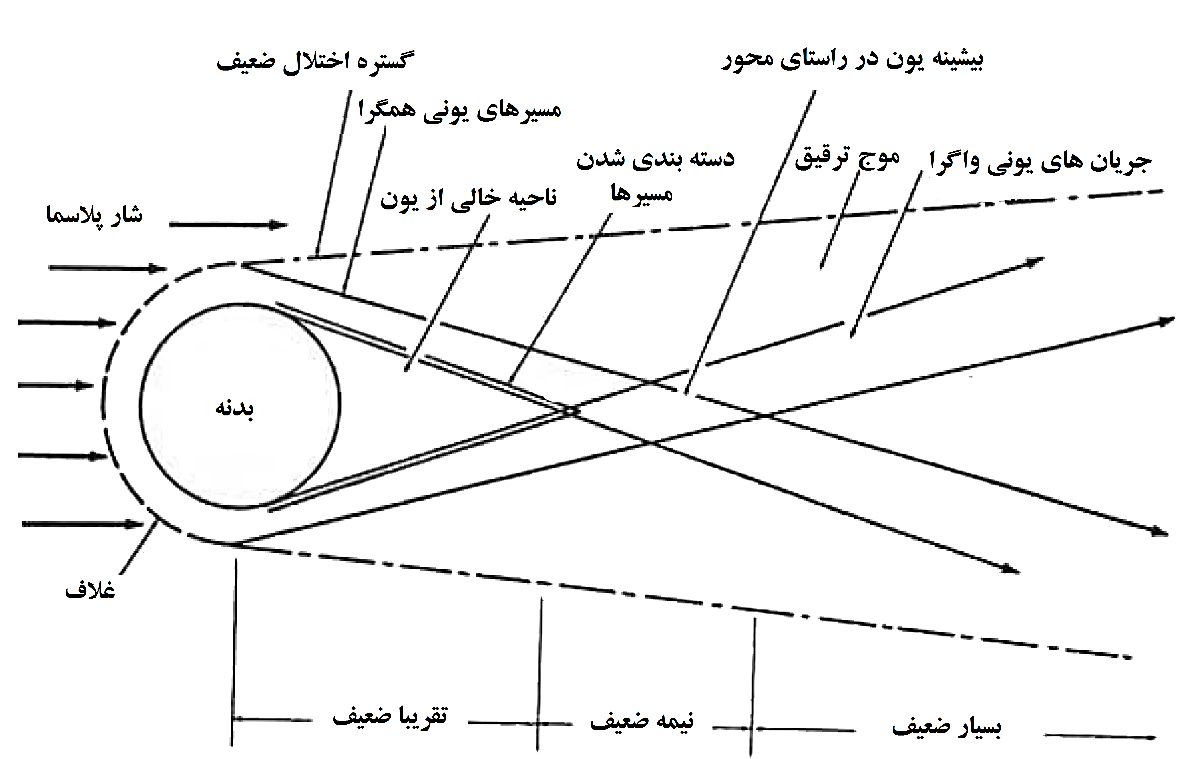 گستره اختلال ضعیف
بیشینه یون در راستای محور
مسیرهای یونی همگرا
دسته بندی شدن
مسیرها
موج ترقیق
جریان های یونی واگرا
ناحیه خالی از یون
شار پلاسما
بدنه
غلاف
تقریبا ضعیف
نیمه ضعیف
بسیار ضعیف